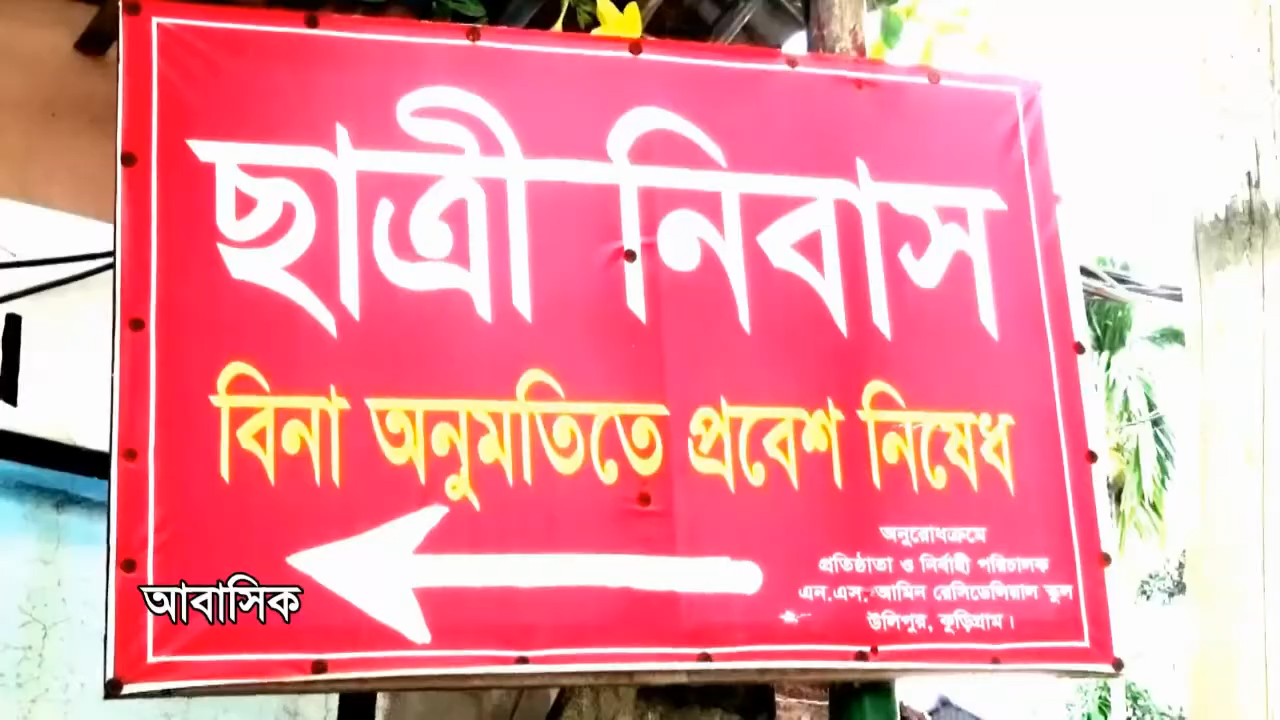 ছাত্রী নিবাস
বিনা অনুমতিতে প্রবেশ নিষেধ
অনুরোধক্রমে
প্রতিষ্ঠাতা ও নির্বাহী পরিচালক
এন.এস. আমিন রেসিডেন্সিয়াল স্কুল
উলিপুর, কুড়িগ্রাম।
আবাসিক